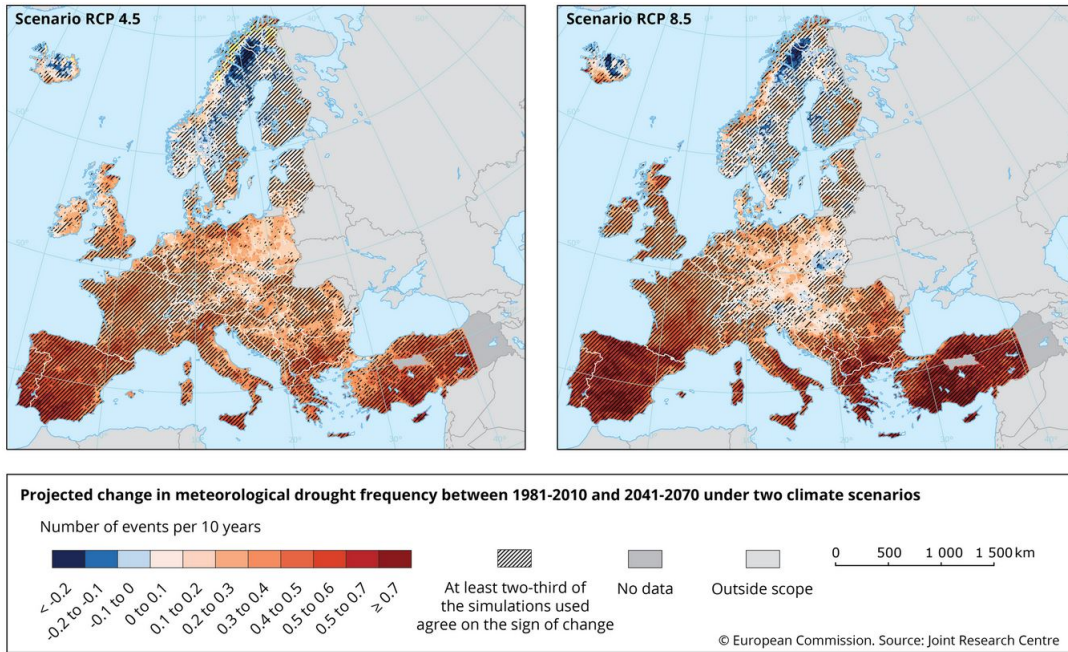 Scenario RCP 4.5
Scenario RCP 8.5
Projected change in meteorological drought frequency between 1981-2010 and 2041-2070 under two climate scenarios
Number of events per 10 years
< -0.2
-0.2 to -0.1
-0.1 to 0
0 to 0.1
0.1 to 0.2
0.2 to 0.3
0.3 to 0.4
0.4 to 0.5
0.5 to 0.6
0.5 to 0.7
≥ 0.7
At least two-third of
the simulations used
agree on the sign of change
No data
Outside scope
0 500 1 000 1 500 km
© European Commission. Source: Joint Research Centre